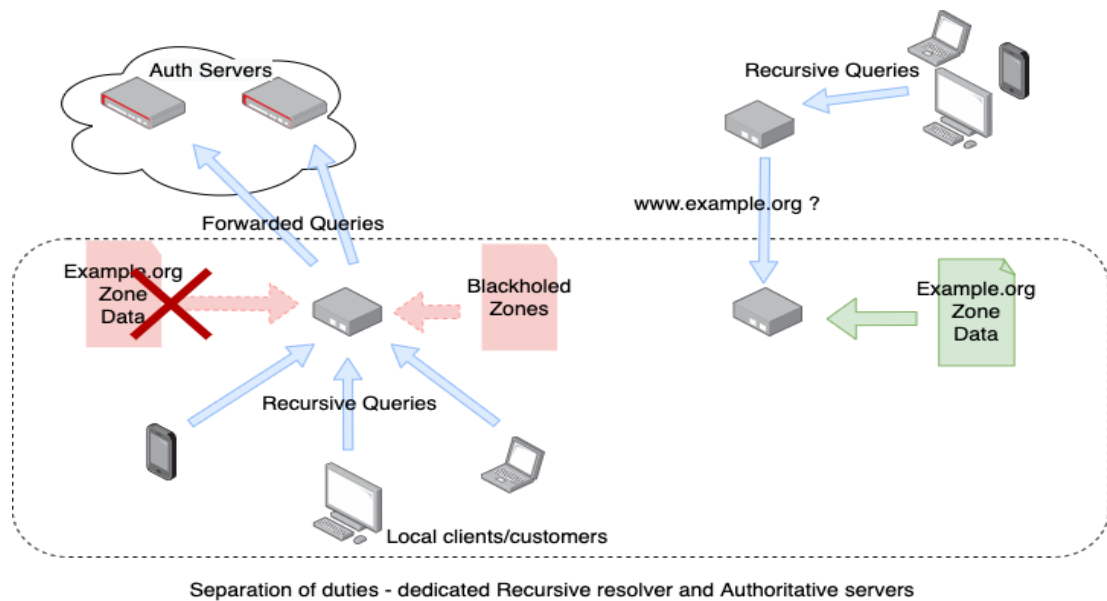 Auth Servers
Recursive Queries
www.example.org ?
Forwarded Queries
Example.org
Zone
Data
Blackholed
Zones
Example.org
Zone
Data
Recursive Queries
Local clients/customers
Separation of duties - dedicated Recursive resolver and Authoritative servers